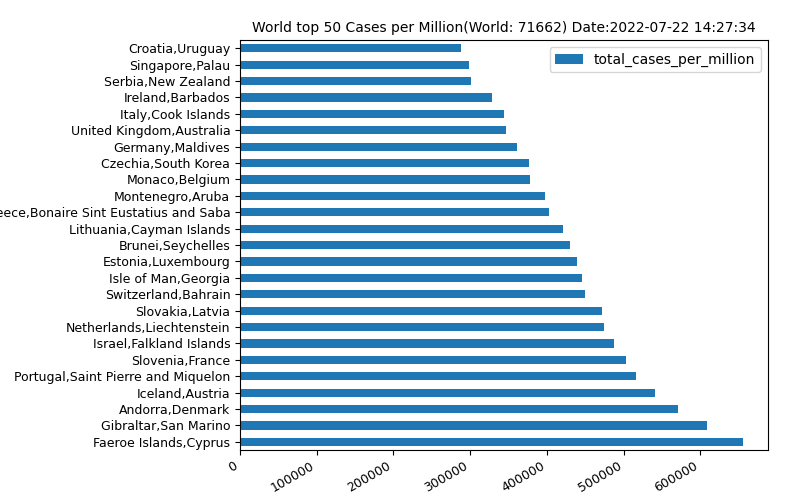 World top 50 Cases per Million(World: 71662) Date:2022-07-22 14:27:34
total_cases_per_million
Croatia,Uruguay
Singapore,Palau
Serbia,New Zealand
Ireland,Barbados
Italy,Cook Islands
United Kingdom,Australia
Germany,Maldives
Czechia,South Korea
Monaco,Belgium
Montenegro,Aruba
eece,Bonaire Sint Eustatius and Saba
Lithuania,Cayman Islands
Brunei,Seychelles
Estonia,Luxembourg
Isle of Man,Georgia
Switzerland,Bahrain
Slovakia,Latvia
Netherlands,Liechtenstein
Israel,Falkland Islands
Slovenia,France
Portugal,Saint Pierre and Miquelon
Iceland,Austria
Andorra,Denmark
Gibraltar,San Marino
Faeroe Islands,Cyprus
0 100000 200000 300000 400000 500000 600000